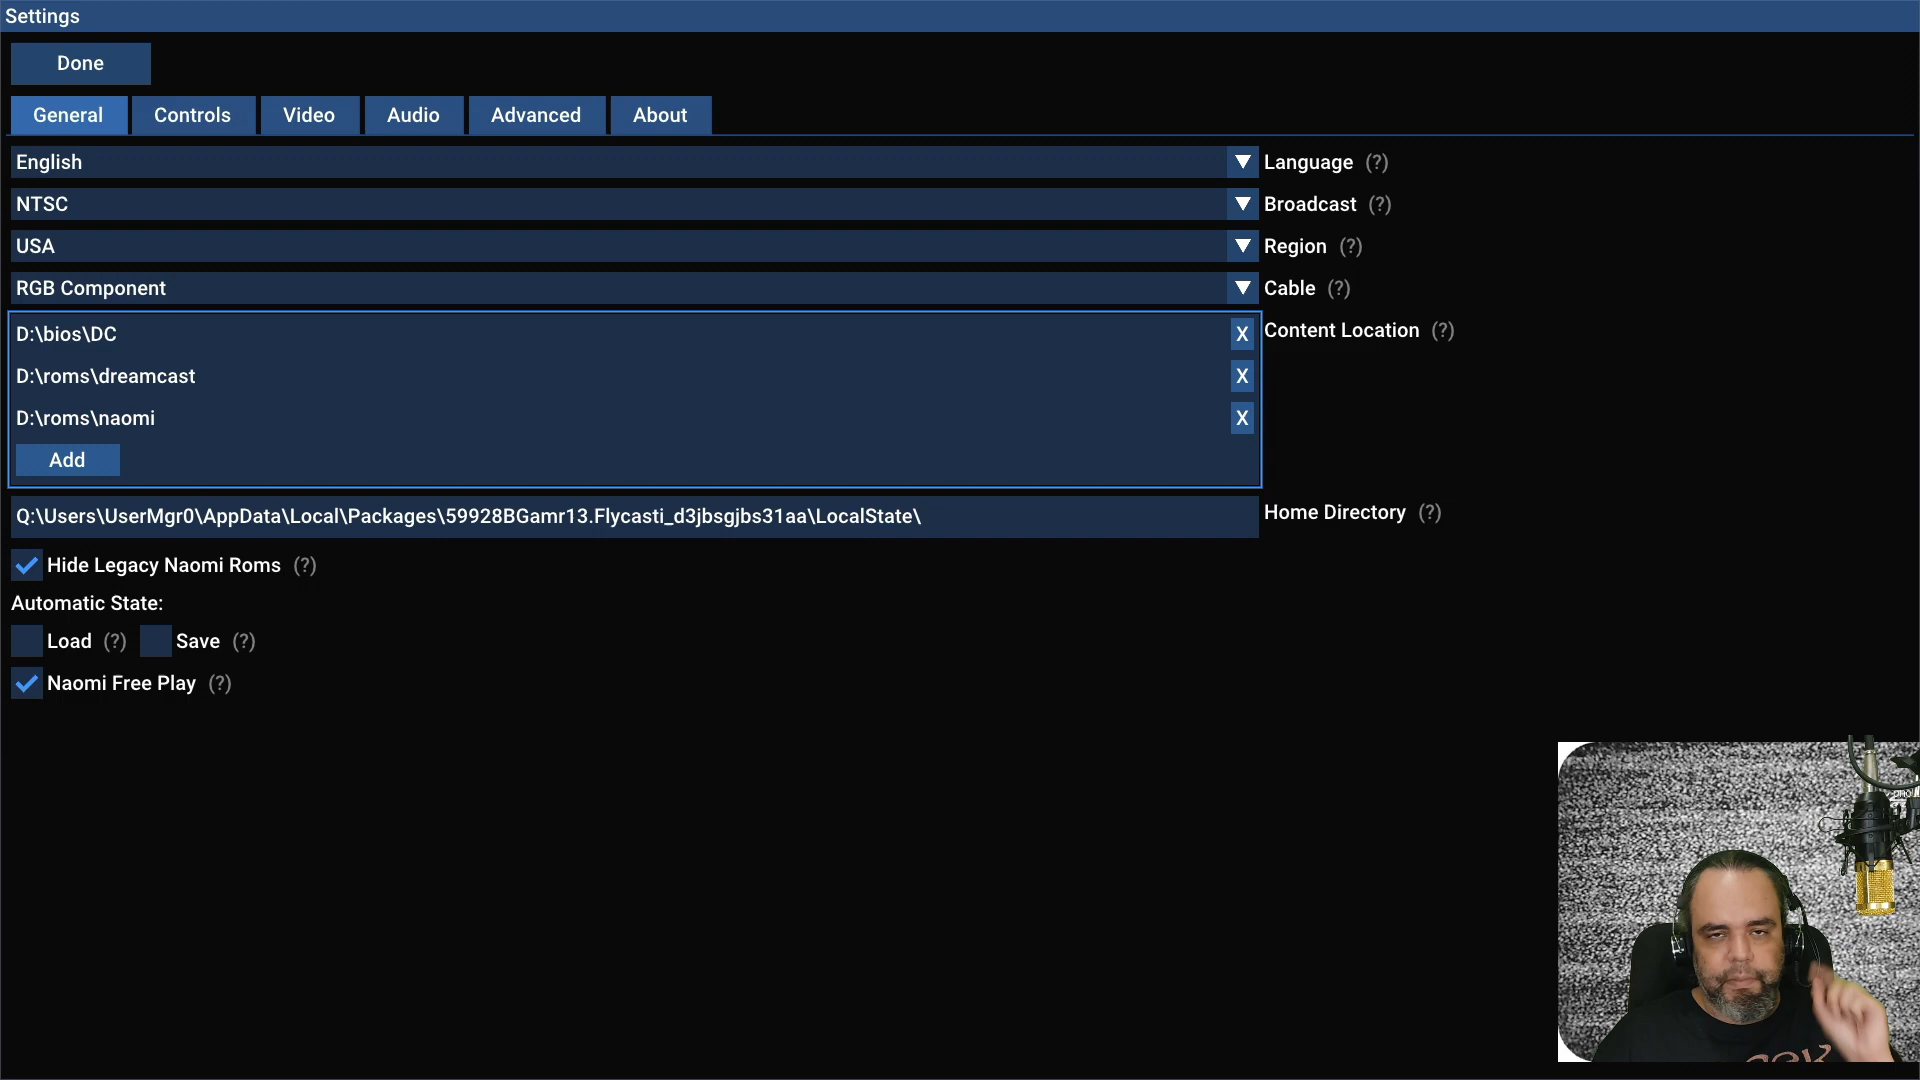 Settings
Done
General Controls Video Audio Advanced About
English Language (?)
NTSC Broadcast (?)
USA Region (?)
RGB Component Cable (?)
D:\bios\DC X Content Location (?)
D:\roms\dreamcast X
D:\roms\naomi X
Add
Q:\Users\UserMgr0\AppData\Local\Packages\59928BGamr13.Flycasti_d3jbsgjbs31aa\LocalState\ Home Directory (?)
Hide Legacy Naomi Roms (?)
Automatic State:
Load (?) Save (?)
Naomi Free Play (?)